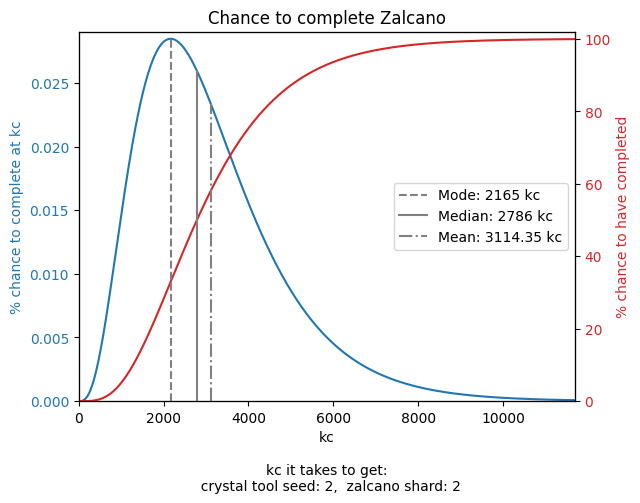 Chance to complete Zalcano
% chance to complete at kc
0.025
0.020
0.015
0.010
0.005
0.000
Mode: 2165 kc
Median: 2786 kc
Mean: 3114.35 kc
100
80
60
40
20
0
% chance to have completed
0 2000 4000 6000 8000 10000
kc
kc it takes to get:
crystal tool seed: 2, zalcano shard: 2